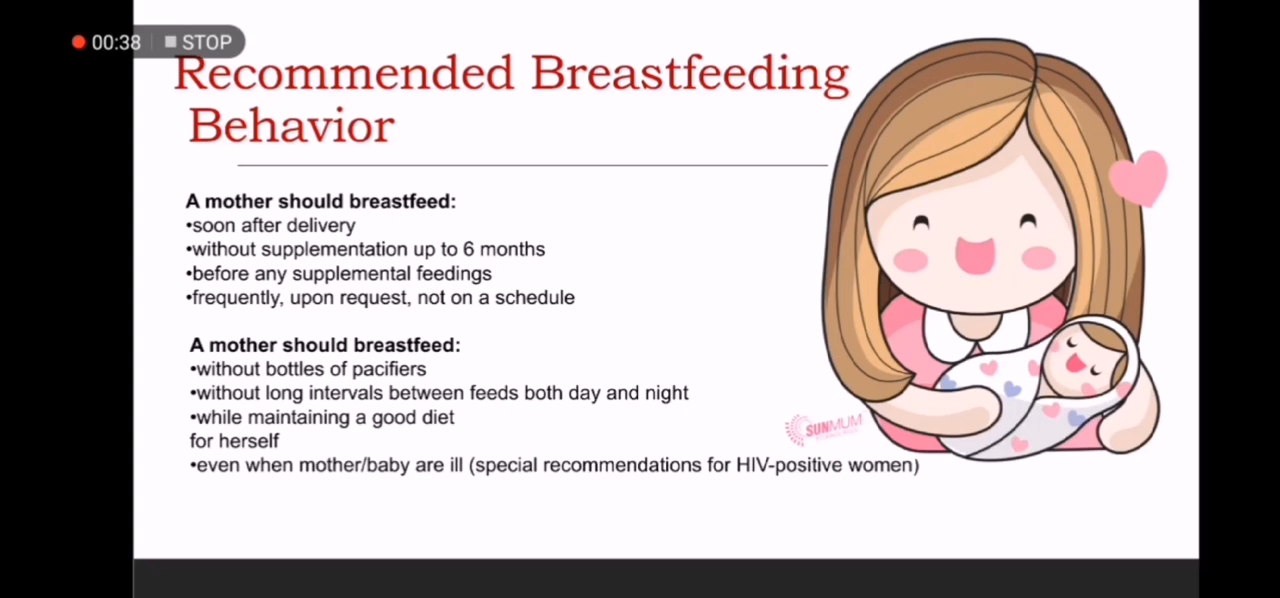 00:38 STOP
Recommended Breastfeeding
Behavior
A mother should breastfeed:
•soon after delivery
•without supplementation up to 6 months
•before any supplemental feedings
•frequently, upon request, not on a schedule
A mother should breastfeed:
•without bottles of pacifiers
•without long intervals between feeds both day and night
•while maintaining a good diet
for herself
•even when mother/baby are ill (special recommendations for HIV-positive women)
SUNMUM